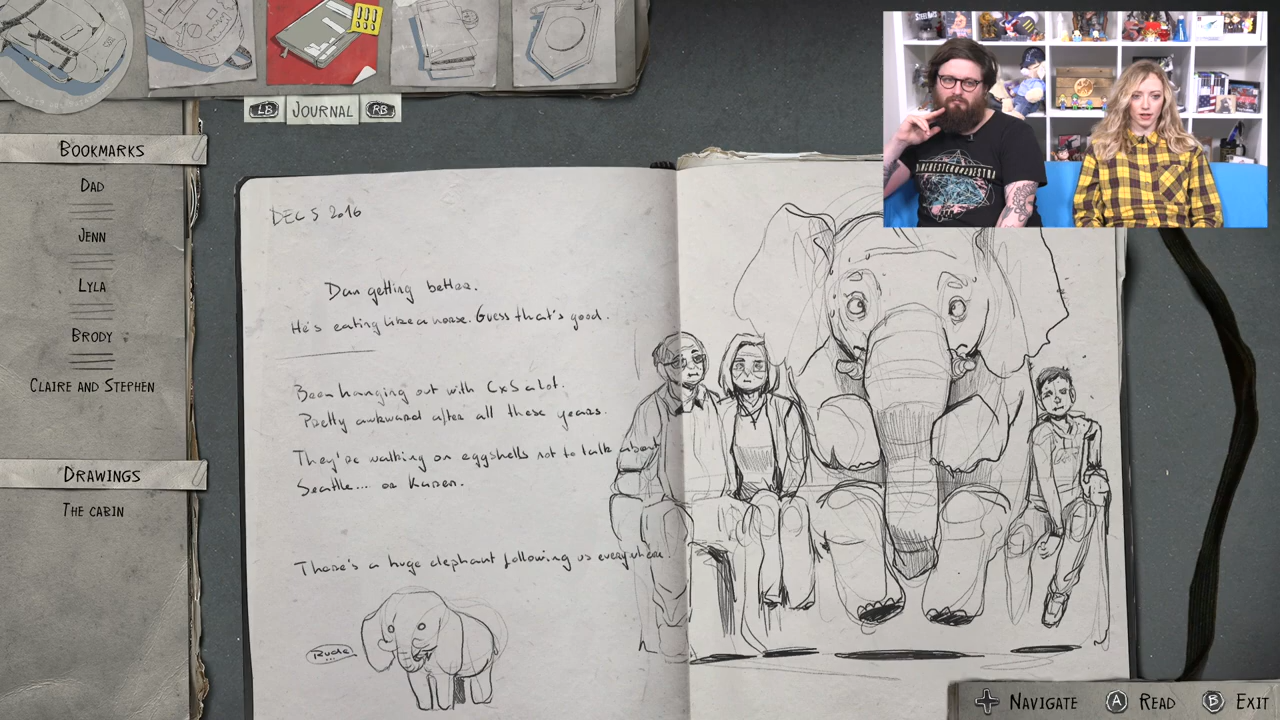 LB JOURNAL RB
BOOKMARKS
DAD
JENN
LYLA
BRODY
CLAIRE AND STEPHEN
DRAWINGS
THE CABIN
DEC 5 2016
Dan getting better.
He's eating like a horse. Guess that's good.
Been hanging out with C&S a lot.
Pretty awkward after all these years.
They're walking on eggshells not to talk about
Seattle... or Karen.
There's a huge elephant following us everywhere.
Rude
...
NAVIGATE A READ B EXIT